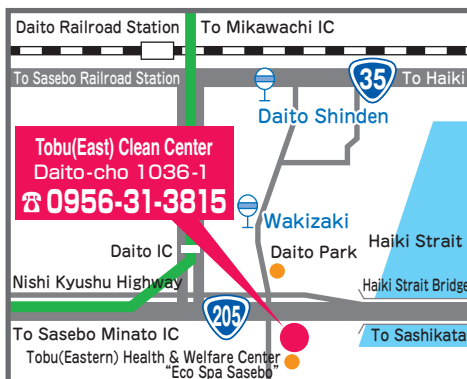 Daito Railroad Station
To Mikawachi IC
To Sasebo Railroad Station
35
To Haiki
Daito Shinden
Tobu(East) Clean Center
Daito-cho 1036-1
☎ 0956-31-3815
Wakizaki
Daito IC
Daito Park
Haiki Strait
Nishi Kyushu Highway
Haiki Strait Bridge
205
To Sasebo Minato IC
To Sashikata
Tobu(Eastern) Health & Welfare Center
“Eco Spa Sasebo”